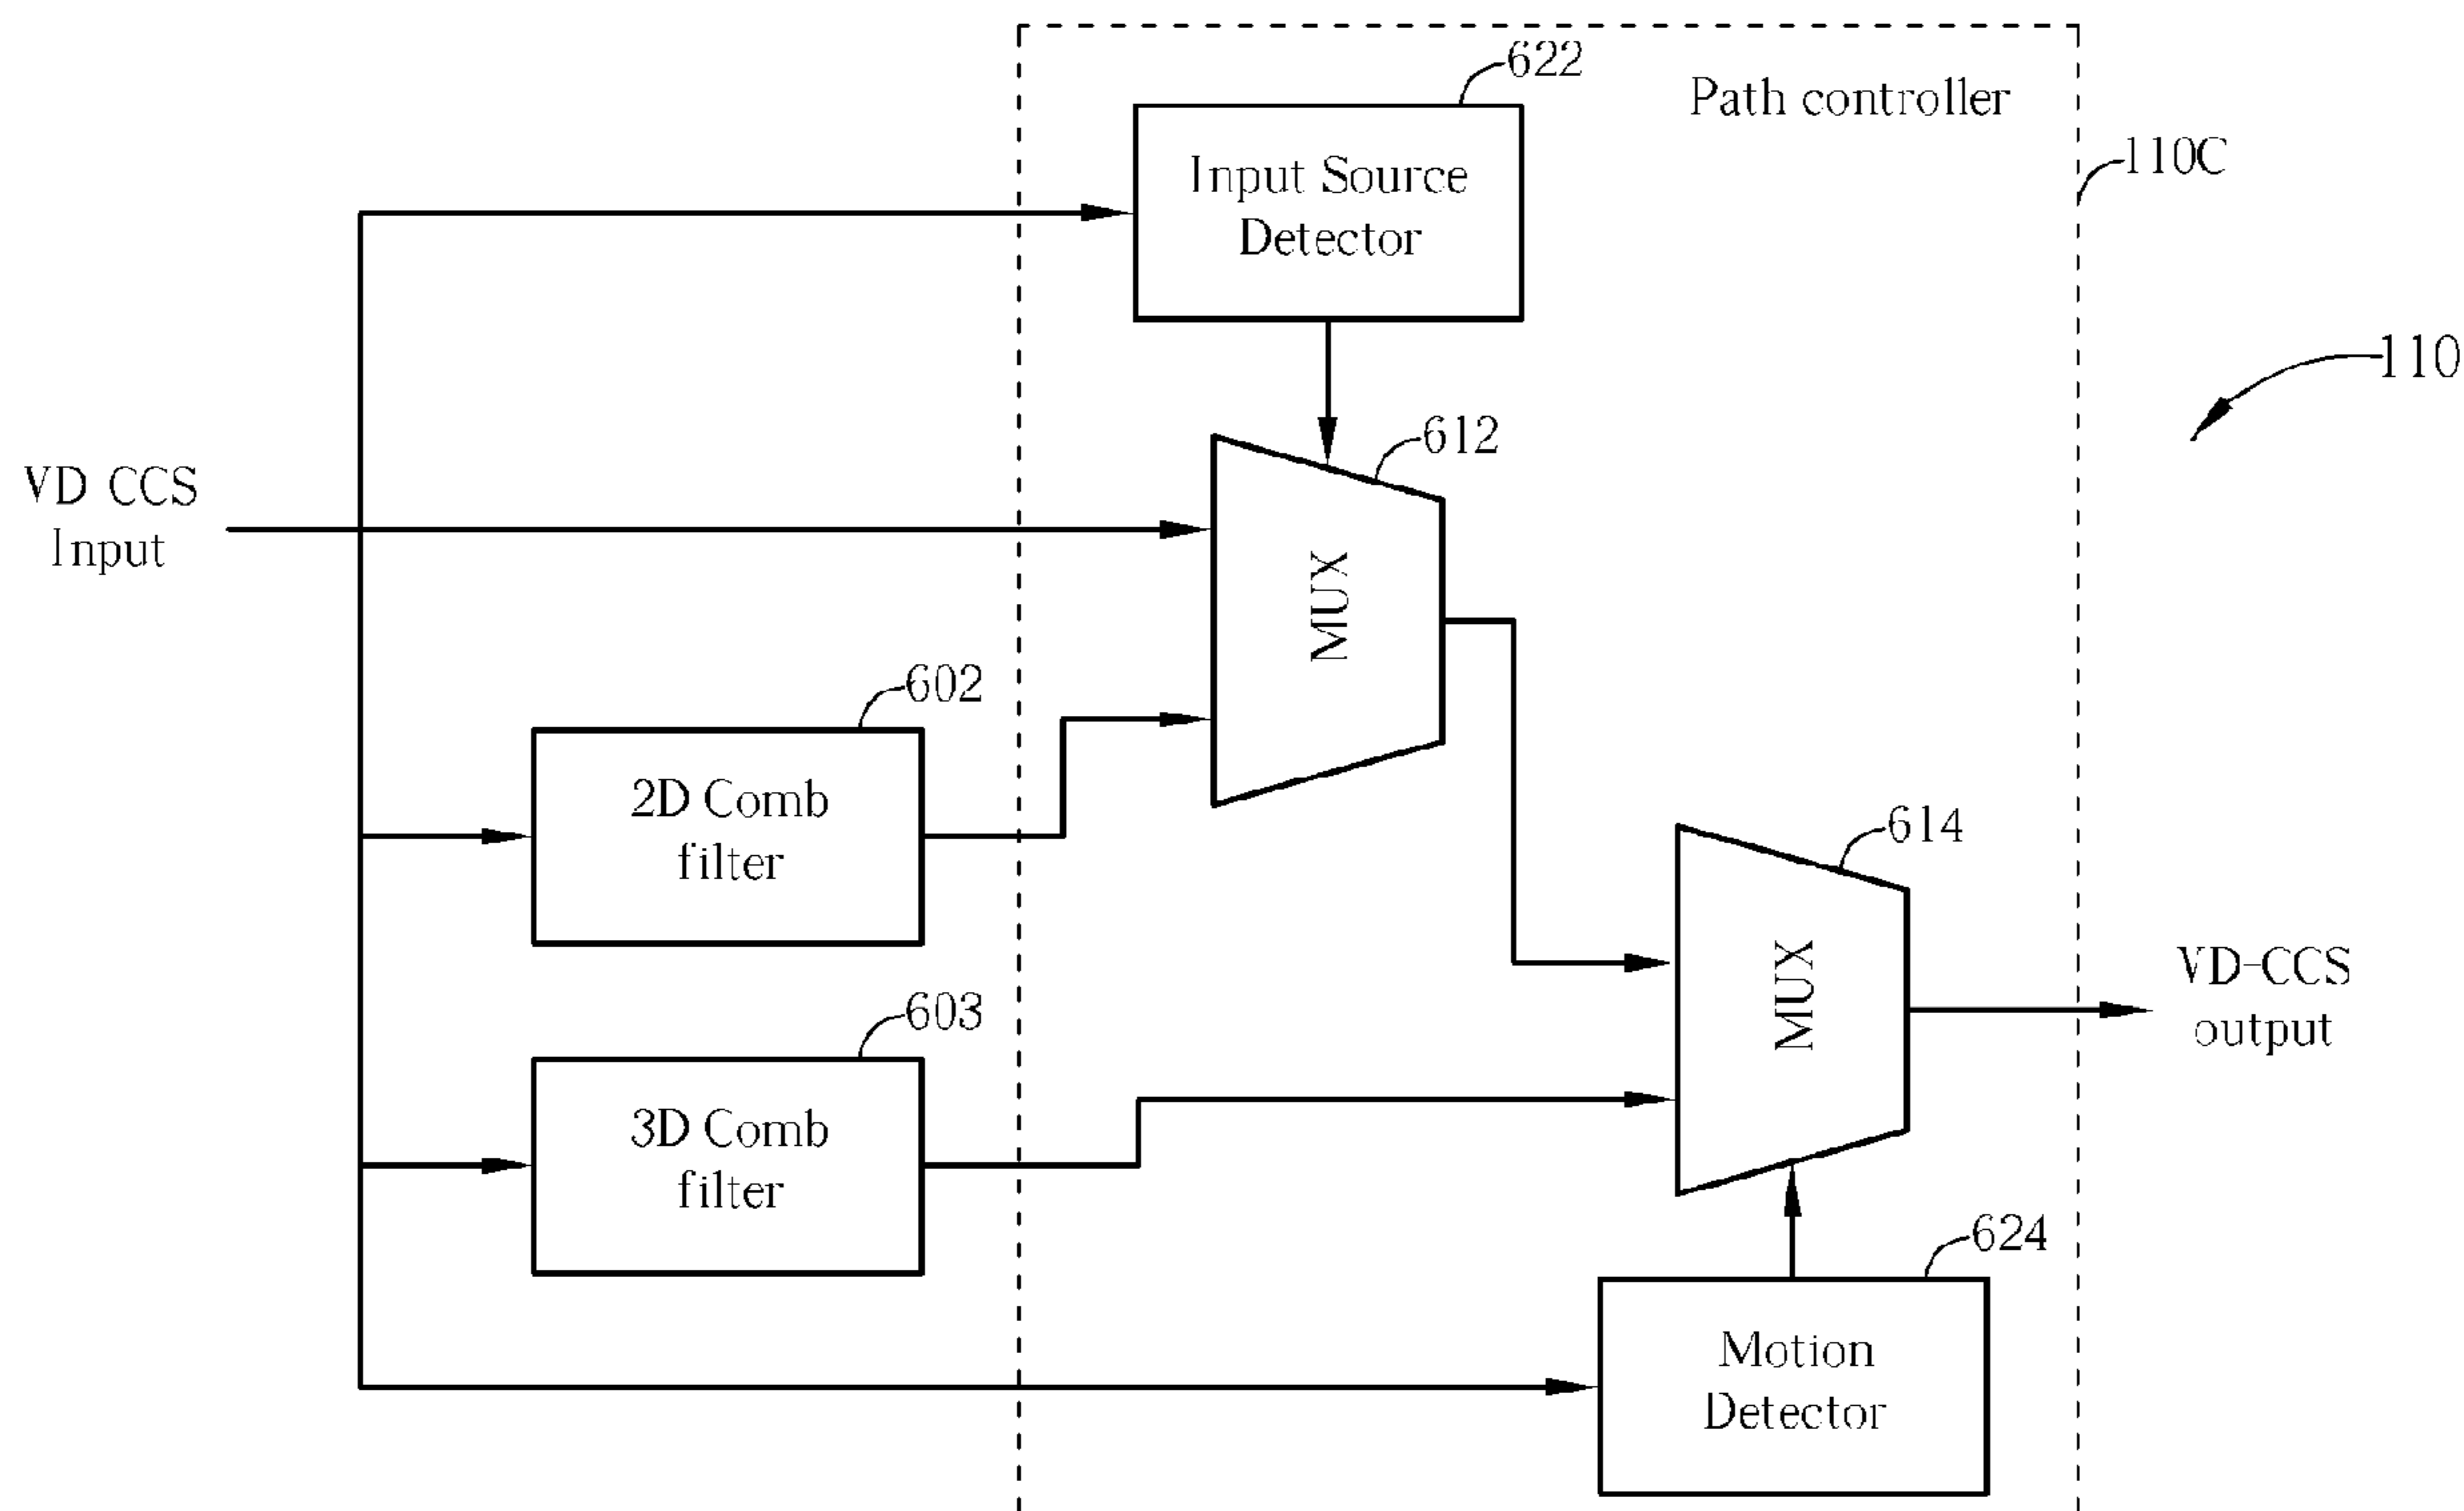 622
Path controller
110C
Input Source
Detector
110
612
VD CCS
Input
MUX
602
2D Comb
filter
614
MUX
VD-CCS
output
603
3D Comb
filter
624
Motion
Detector